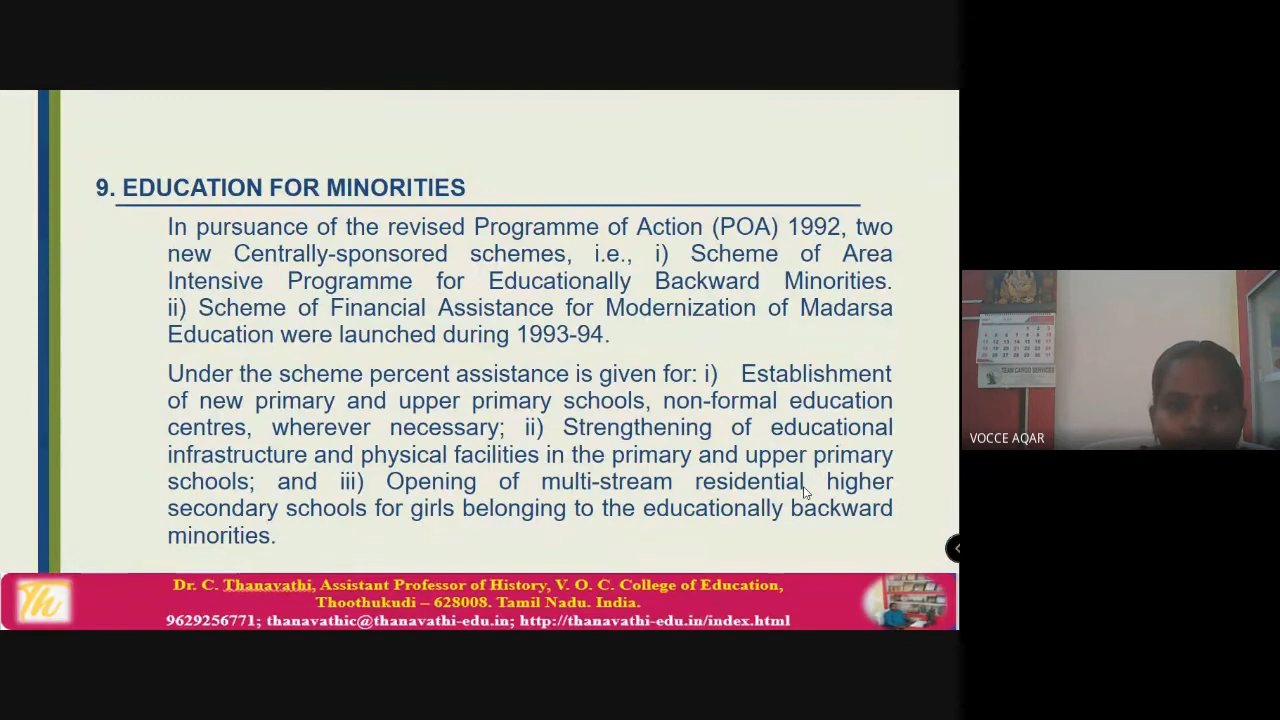 9. EDUCATION FOR MINORITIES
In pursuance of the revised Programme of Action (POA) 1992, two
new Centrally-sponsored schemes, i.e., i) Scheme of Area
Intensive Programme for Educationally Backward Minorities.
ii) Scheme of Financial Assistance for Modernization of Madarsa
Education were launched during 1993-94.
Under the scheme percent assistance is given for: i) Establishment
of new primary and upper primary schools, non-formal education
centres, wherever necessary; ii) Strengthening of educational
infrastructure and physical facilities in the primary and upper primary
schools; and iii) Opening of multi-stream residential higher
secondary schools for girls belonging to the educationally backward
minorities.
Th
Dr. C. Thanavathi, Assistant Professor of History, V. O. C. College of Education,
Thoothukudi – 628008. Tamil Nadu. India.
9629256771; thanavathic@thanavathi-edu.in; http://thanavathi-edu.in/index.html
TEAM CARGO SERVICES
VOCCE AQAR